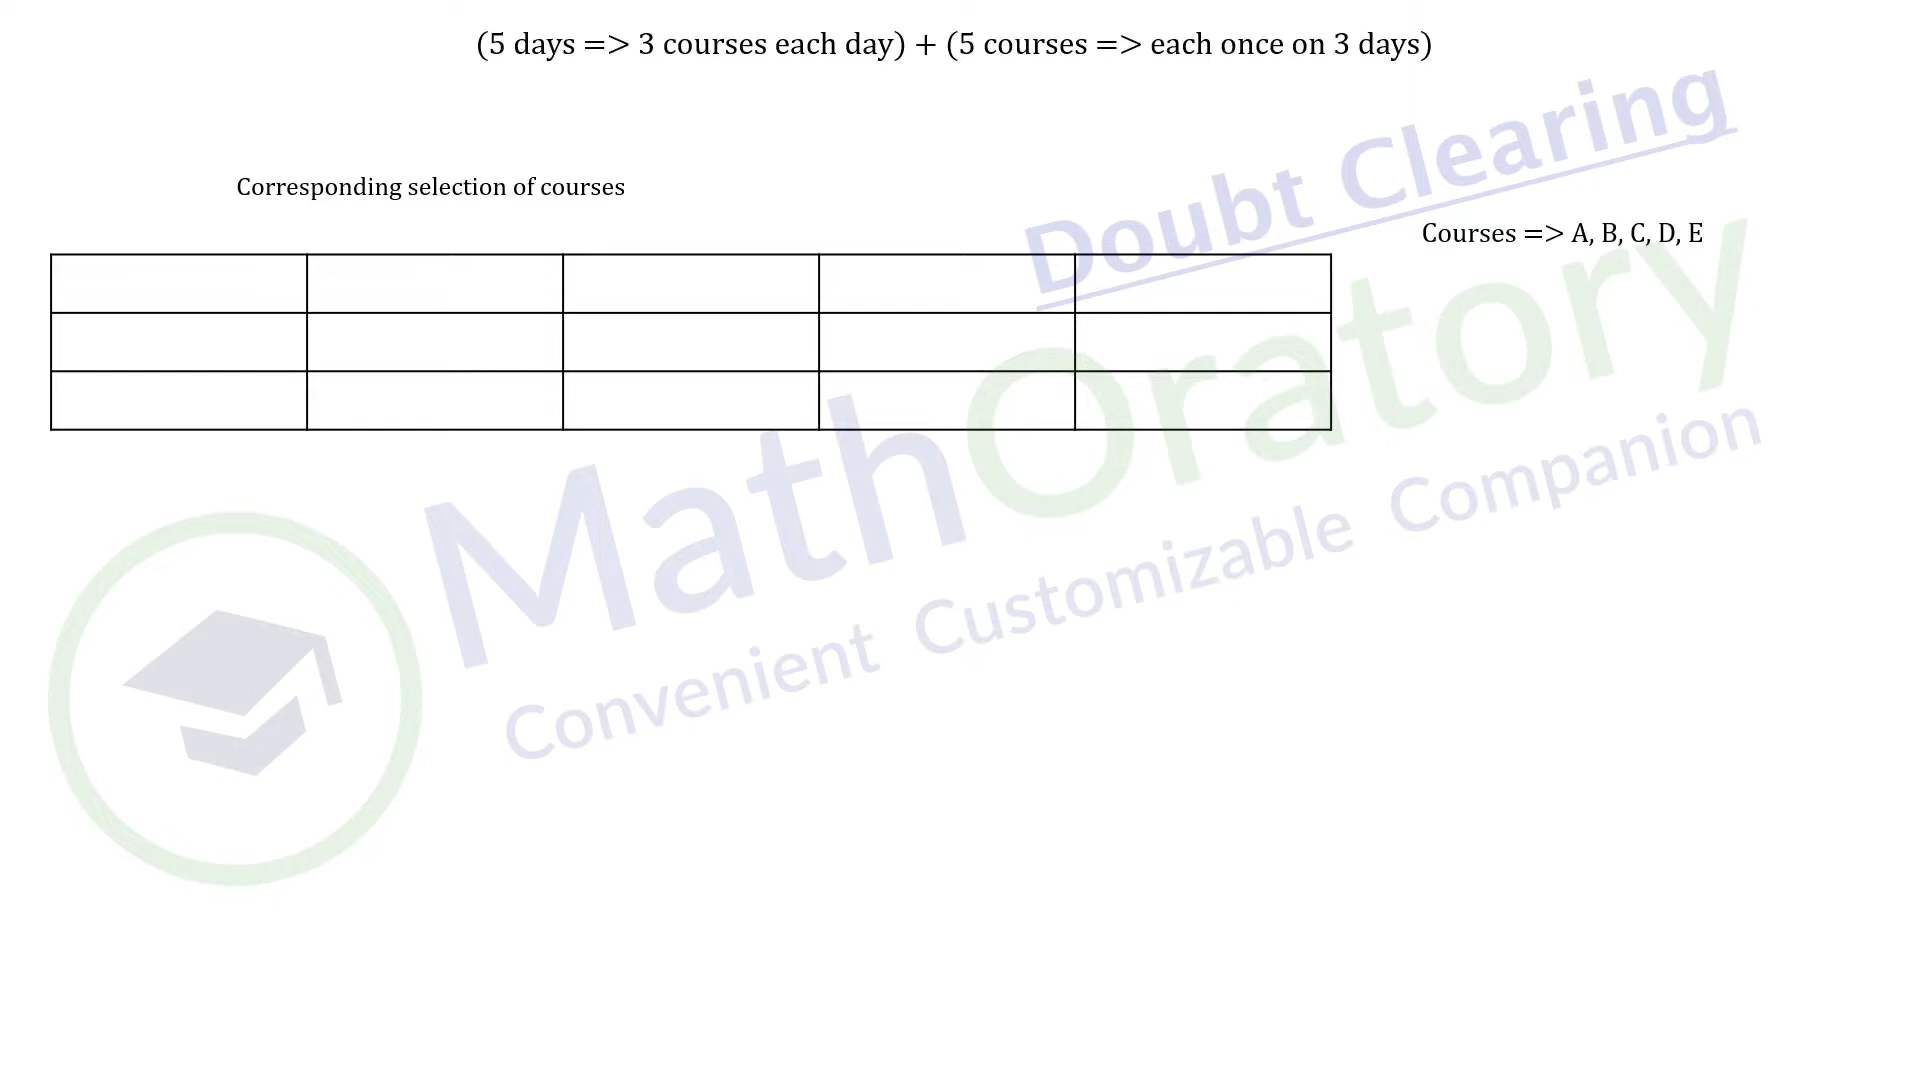 (5 days => 3 courses each day) + (5 courses => each once on 3 days)
Doubt Clearing
Corresponding selection of courses
Courses => A, B, C, D, E
MathOratory
Convenient Customizable Companion